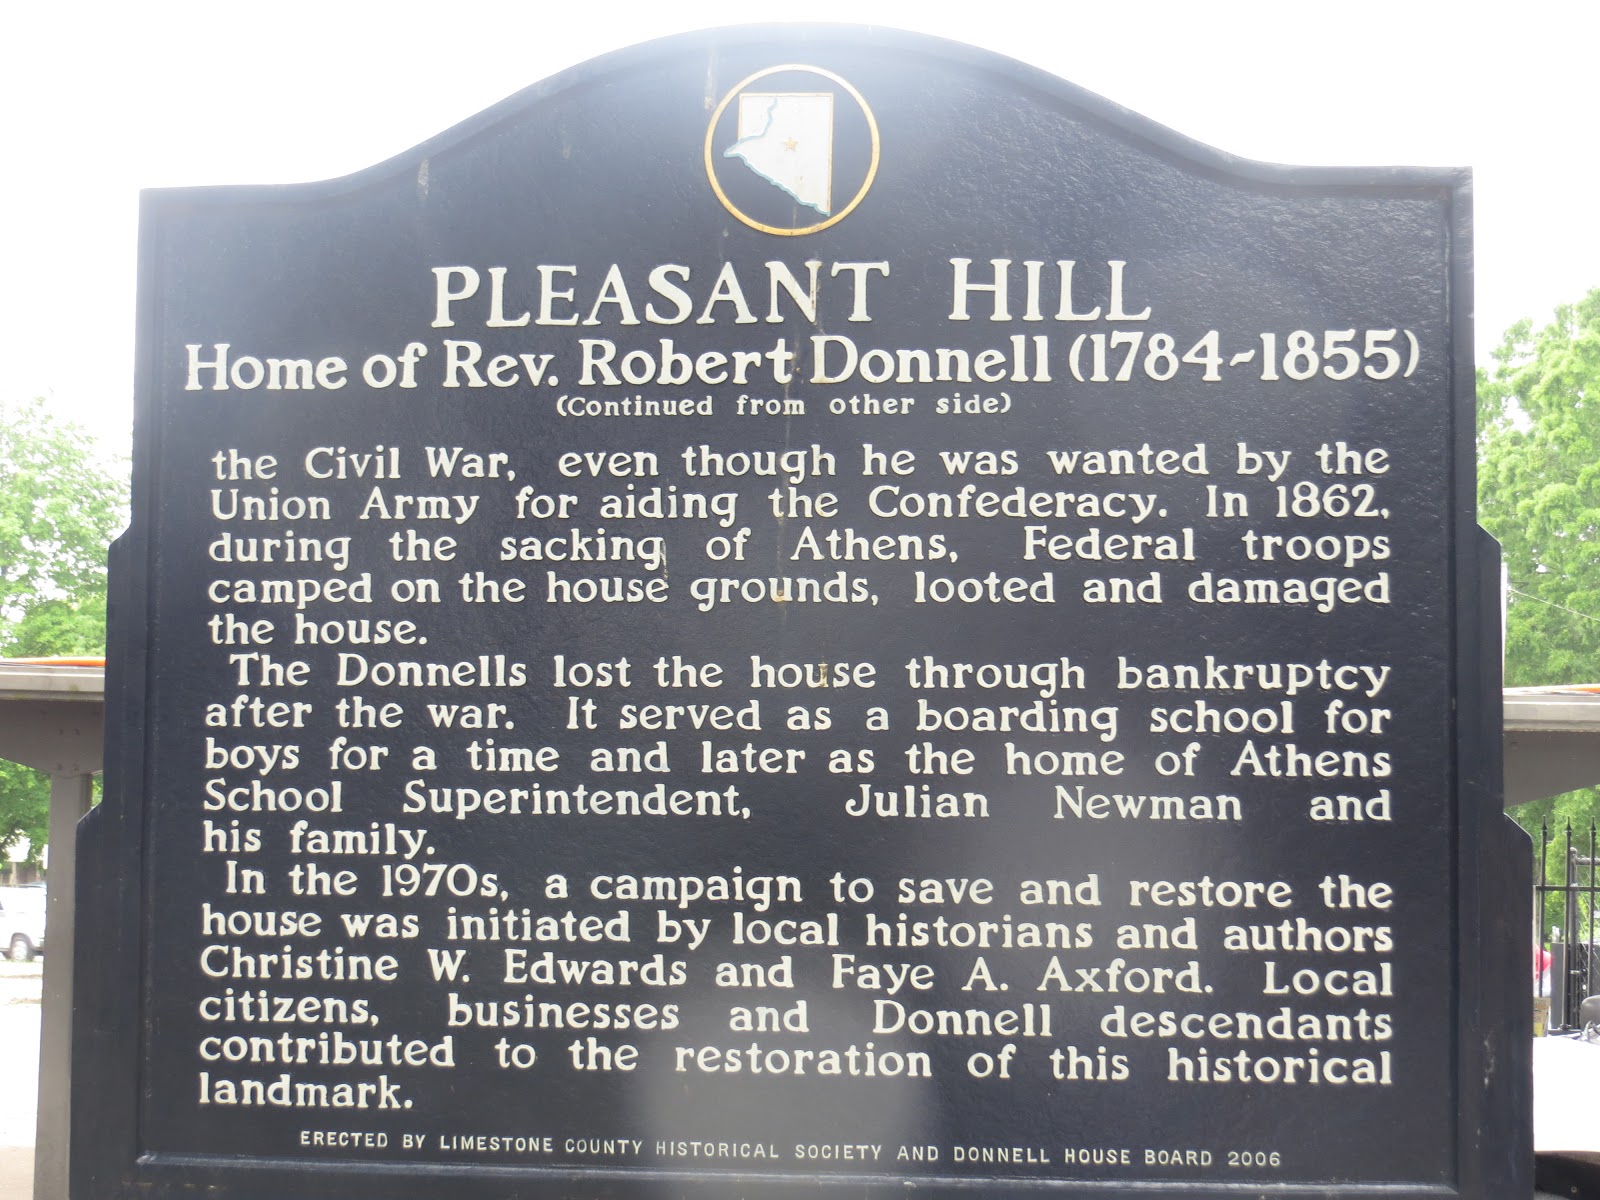 PLEASANT HILL
Home of Rev. Robert Donnell (1784~1855)
(Continued from other side)
the Civil War, even though he was wanted by the
Union Army for aiding the Confederacy. In 1862,
during the sacking of Athens, Federal troops
camped on the house grounds, looted and damaged
the house.
The Donnells lost the house through bankruptcy
after the war. It served as a boarding school for
boys for a time and later as the home of Athens
School Superintendent, Julian Newman and
his family.
In the 1970s, a campaign to save and restore the
house was initiated by local historians and authors
Christine W. Edwards and Faye A. Axford. Local
citizens, businesses and Donnell descendants
contributed to the restoration of this historical
landmark.
ERECTED BY LIMESTONE COUNTY HISTORICAL SOCIETY AND DONNELL HOUSE BOARD 2006